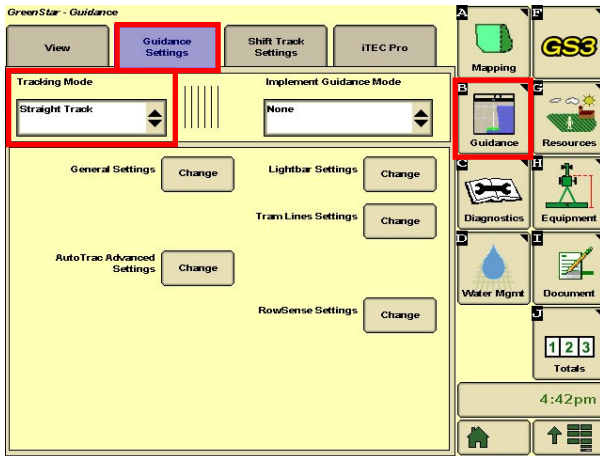 GreenStar - Guidance
View
Guidance
Settings
Shift Track
Settings
iTEC Pro
Tracking Mode
Straight Track
Implement Guidance Mode
None
General Settings
Change
Lightbar Settings
Change
Tram Lines Settings
Change
AutoTrac Advanced
Settings
Change
RowSense Settings
Change
A
Mapping
F
GS3
B
Guidance
G
Resources
C
Diagnostics
H
Equipment
D
Water Mgmt
I
Document
J
1 2 3
Totals
4:42pm